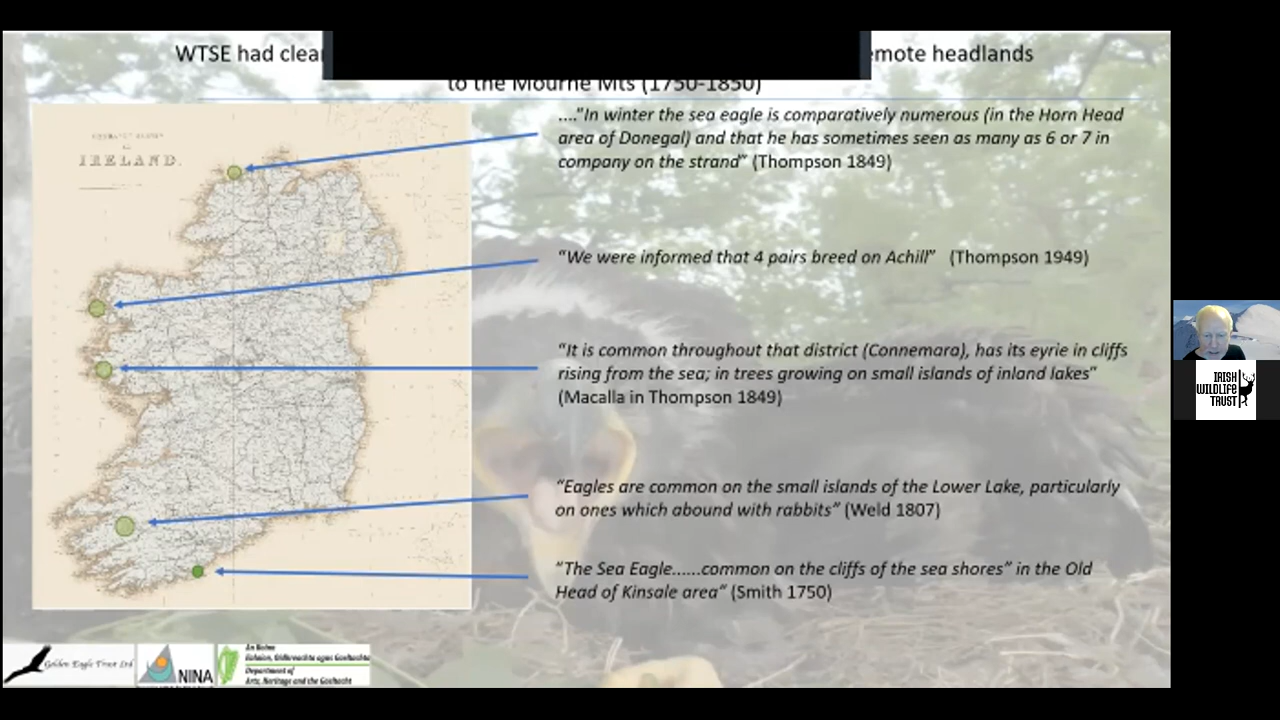 WTSE had clear
emote headlands
to the Mourne Mts (1750-1850)
...."In winter the sea eagle is comparatively numerous (in the Horn Head
area of Donegal) and that he has sometimes seen as many as 6 or 7 in
company on the strand" (Thompson 1849)
IRELAND.
"We were informed that 4 pairs breed on Achill" (Thompson 1949)
"It is common throughout that district (Connemara), has its eyrie in cliffs
rising from the sea; in trees growing on small islands of inland lakes"
(Macalla in Thompson 1849)
"Eagles are common on the small islands of the Lower Lake, particularly
on ones which abound with rabbits" (Weld 1807)
"The Sea Eagle......common on the cliffs of the sea shores" in the Old
Head of Kinsale area" (Smith 1750)
IRISH
WILDLIFE
TRUST
Golden Eagle Trust Ltd
NINA
An Roinn
Ealaíon, Oidhreachta agus Gaeltachta
Department of
Arts, Heritage and the Gaeltacht